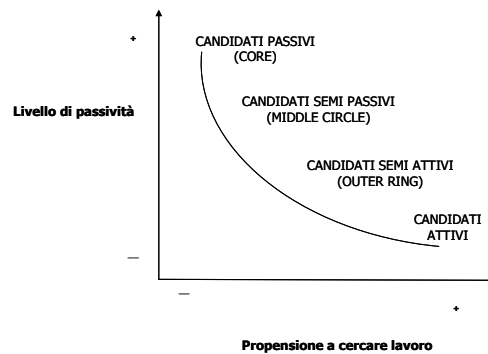 +
CANDIDATI PASSIVI
(CORE)
Livello di passività
CANDIDATI SEMI PASSIVI
(MIDDLE CIRCLE)
CANDIDATI SEMI ATTIVI
(OUTER RING)
CANDIDATI
ATTIVI
—
—
+
Propensione a cercare lavoro